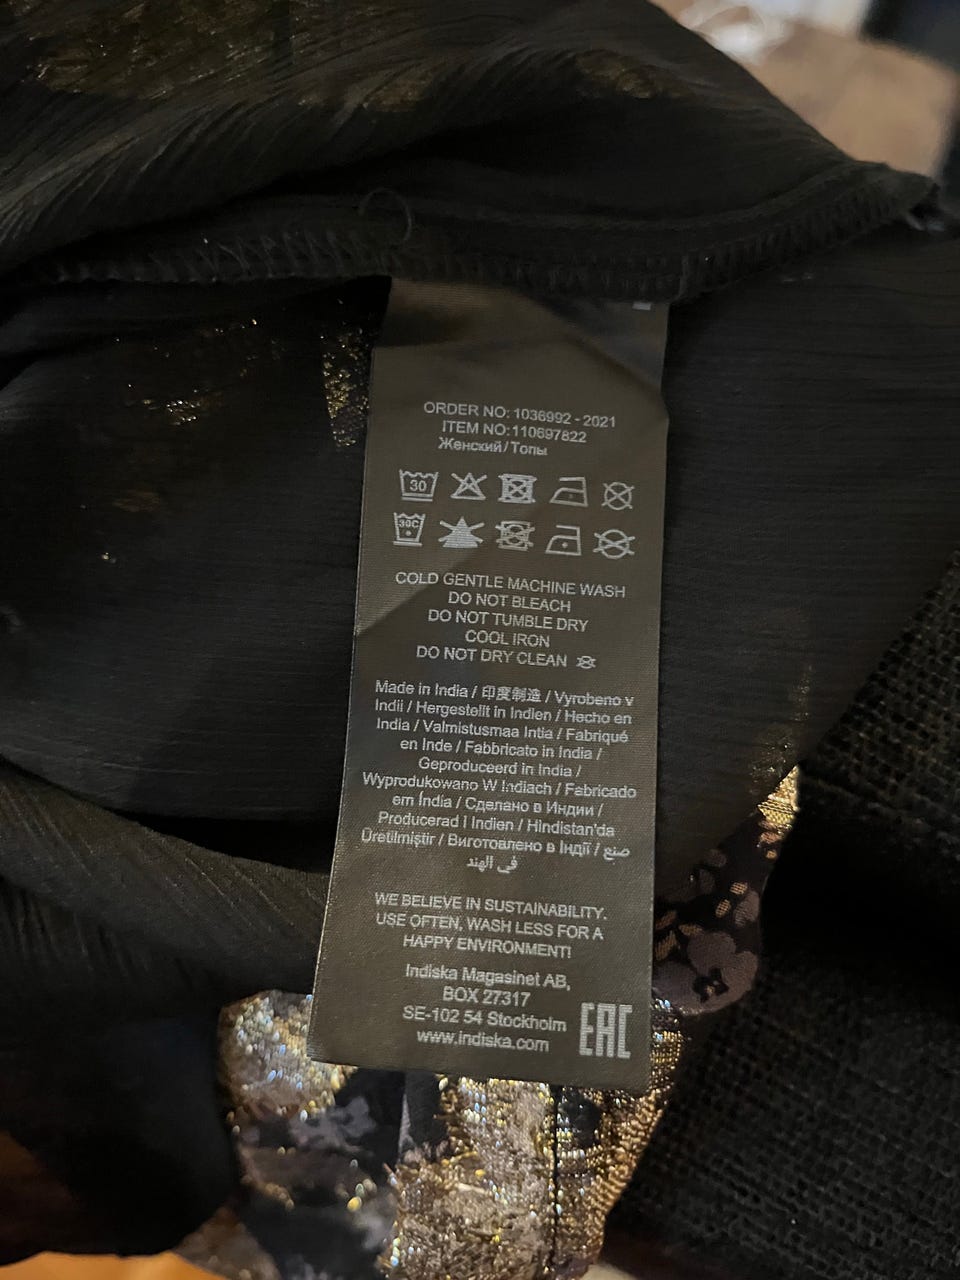 ORDER NO: 1036992 - 2021
ITEM NO:110697822
Женский/Топы
30
30C
COLD GENTLE MACHINE WASH
DO NOT BLEACH
DO NOT TUMBLE DRY
COOL IRON
DO NOT DRY CLEAN
Made in India / 印度制造 / Vyrobeno v
Indii / Hergestellt in Indien / Hecho en
India / Valmistusmaa Intia / Fabriqué
en Inde / Fabbricato in India /
Geproduceerd in India /
Wyprodukowano W Indiach / Fabricado
em Índia / Сделано в Индии /
Producerad I Indien / Hindistan'da
Üretilmiştir / Виготовлено в Індії / صنع
في الهند
WE BELIEVE IN SUSTAINABILITY.
USE OFTEN, WASH LESS FOR A
HAPPY ENVIRONMENT!
Indiska Magasinet AB,
BOX 27317
SE-102 54 Stockholm
www.indiska.com
EAC